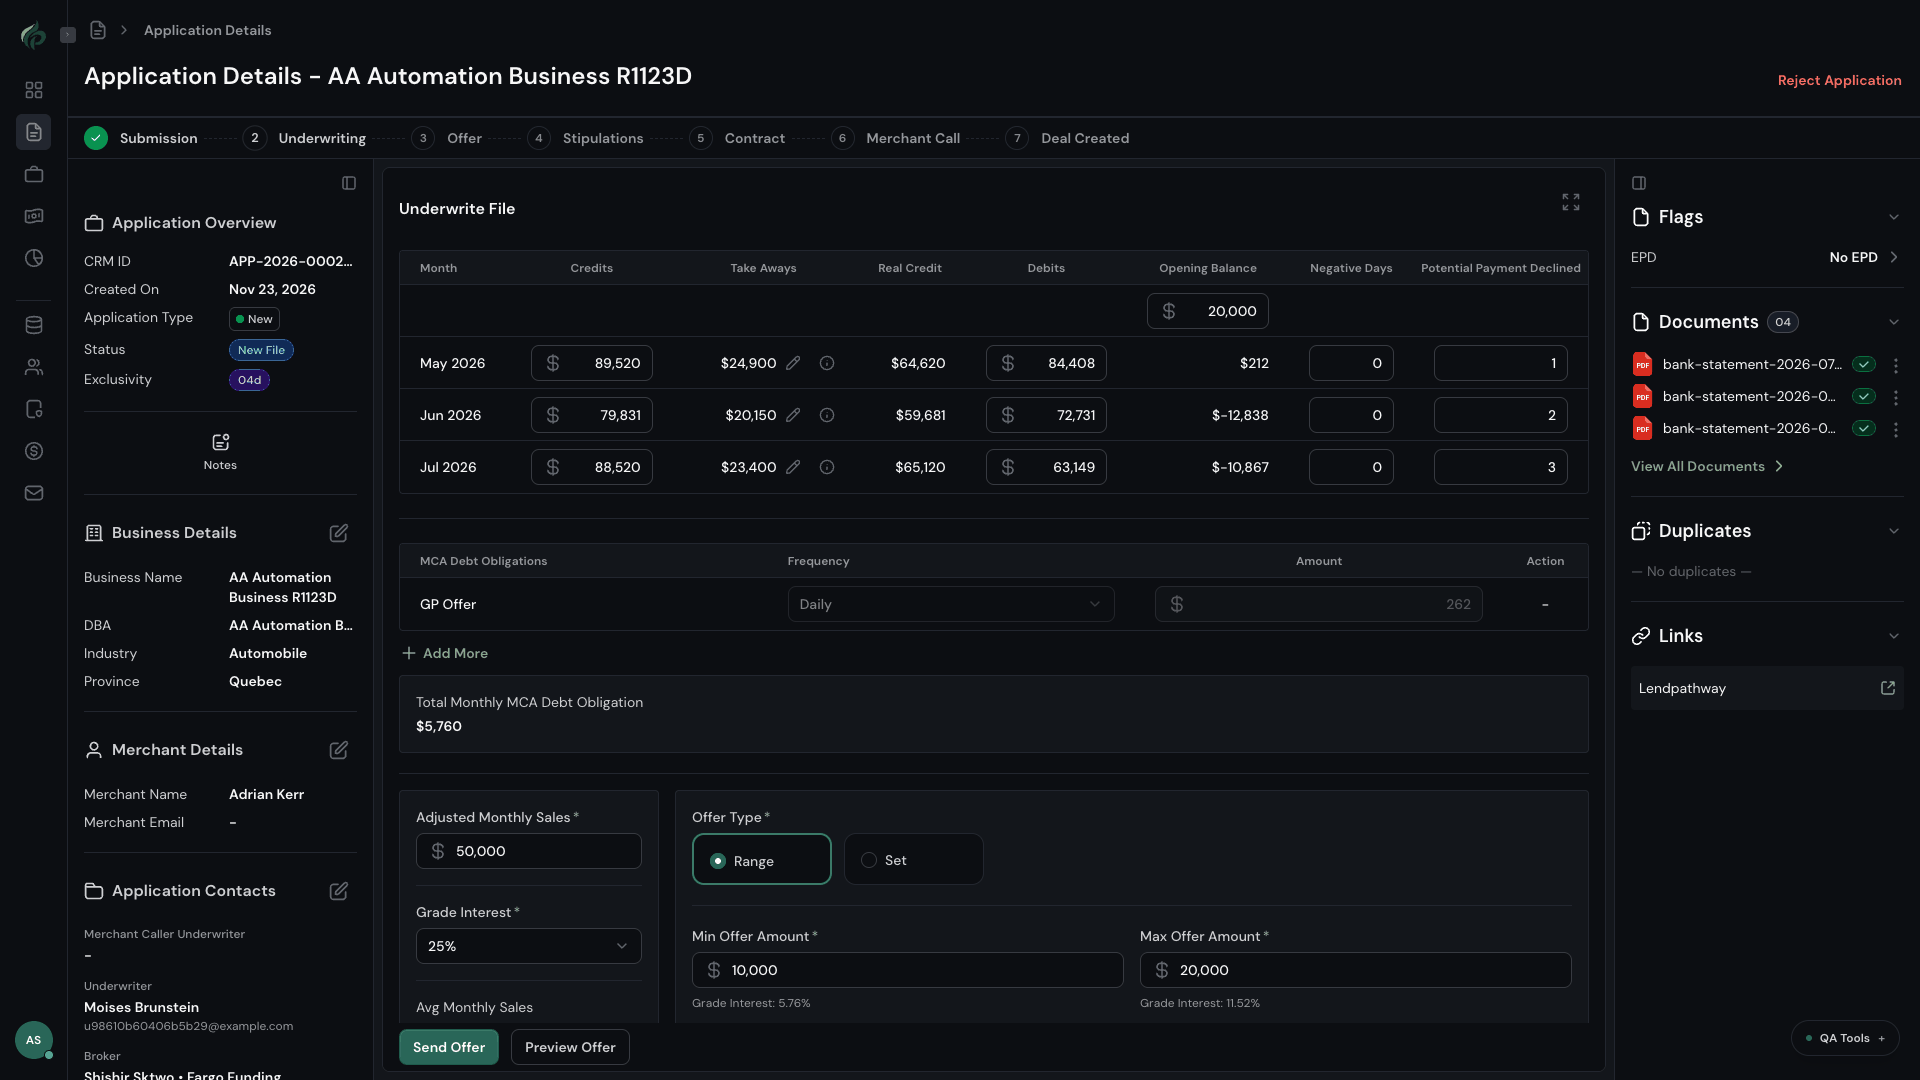 Application Details
Application Details – AA Automation Business R1123D
Reject Application
Submission
2 Underwriting
3 Offer
4 Stipulations
5 Contract
6 Merchant Call
7 Deal Created
Application Overview
CRM ID APP-2026-0002...
Created On Nov 23, 2026
Application Type New
Status New File
Exclusivity 04d
Notes
Business Details
Business Name AA Automation
Business R1123D
DBA AA Automation B...
Industry Automobile
Province Quebec
Merchant Details
Merchant Name Adrian Kerr
Merchant Email –
Application Contacts
Merchant Caller Underwriter
–
Underwriter
Moises Brunstein
u98610b60406b5b29@example.com
Broker
Shishir Sktwo • Fargo Funding
AS
Underwrite File
Month Credits Take Aways Real Credit Debits Opening Balance Negative Days Potential Payment Declined
$ 20,000
May 2026 $ 89,520 $24,900 $64,620 $ 84,408 $212 0 1
Jun 2026 $ 79,831 $20,150 $59,681 $ 72,731 $-12,838 0 2
Jul 2026 $ 88,520 $23,400 $65,120 $ 63,149 $-10,867 0 3
MCA Debt Obligations Frequency Amount Action
GP Offer Daily $ 262 -
+ Add More
Total Monthly MCA Debt Obligation
$5,760
Adjusted Monthly Sales *
$ 50,000
Grade Interest *
25%
Avg Monthly Sales
Offer Type *
Range
Set
Min Offer Amount *
$ 10,000
Grade Interest: 5.76%
Max Offer Amount *
$ 20,000
Grade Interest: 11.52%
Send Offer
Preview Offer
Flags
EPD No EPD
Documents 04
PDF bank-statement-2026-07...
PDF bank-statement-2026-0...
PDF bank-statement-2026-0...
View All Documents
Duplicates
— No duplicates —
Links
Lendpathway
QA Tools +